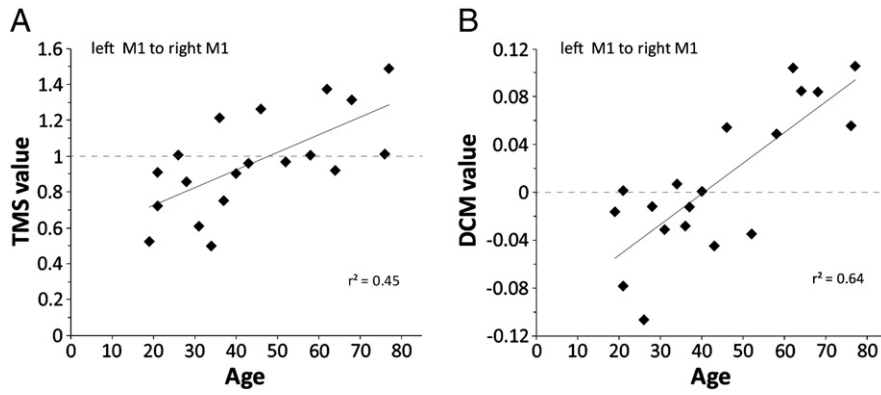 A
left M1 to right M1
TMS value
1.6
1.4
1.2
1
0.8
0.6
0.4
0.2
0
r² = 0.45
0 10 20 30 40 50 60 70 80
Age
B
left M1 to right M1
DCM value
0.12
0.08
0.04
0
-0.04
-0.08
-0.12
r² = 0.64
0 10 20 30 40 50 60 70 80
Age